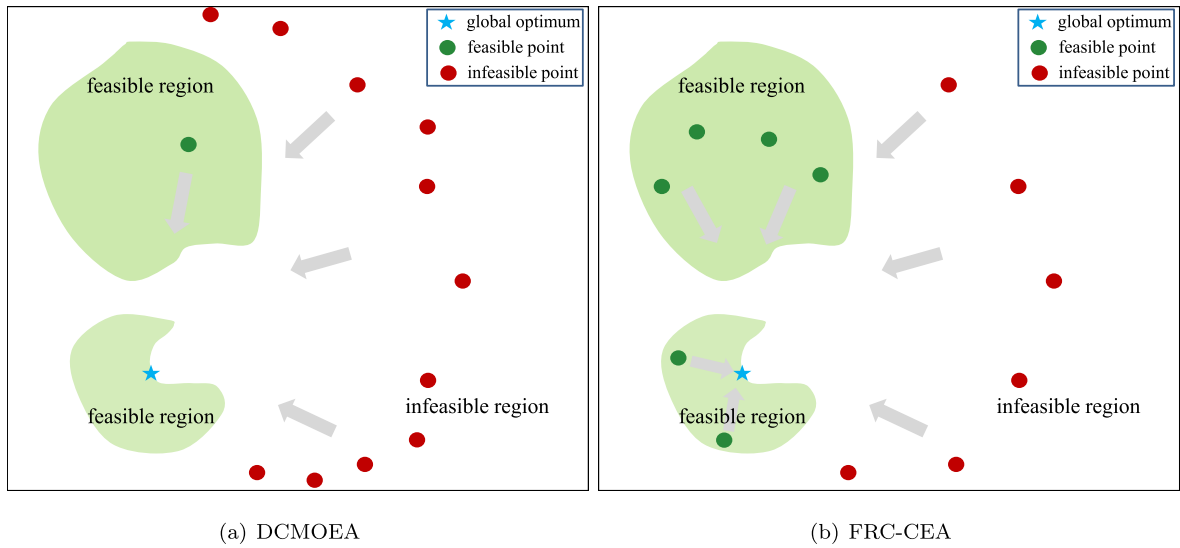 global optimum
feasible point
infeasible point
feasible region
feasible region
infeasible region
(a) DCMOEA
global optimum
feasible point
infeasible point
feasible region
feasible region
infeasible region
(b) FRC-CEA